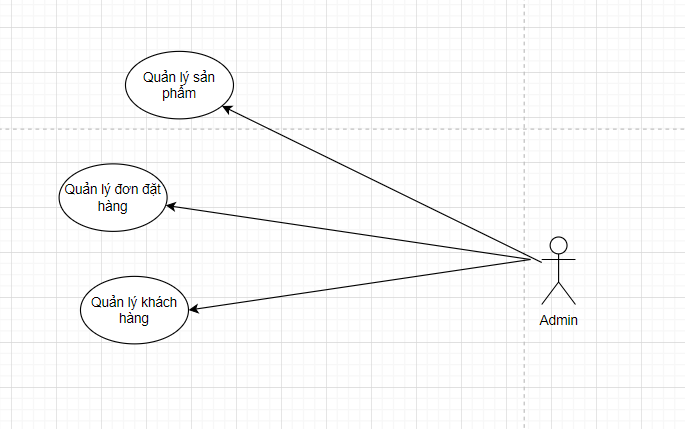 Quản lý sản
phẩm
Quản lý đơn đặt
hàng
Quản lý khách
hàng
Admin